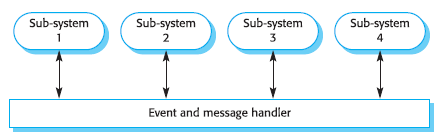 Sub-system
1
Sub-system
2
Sub-system
3
Sub-system
4
Event and message handler